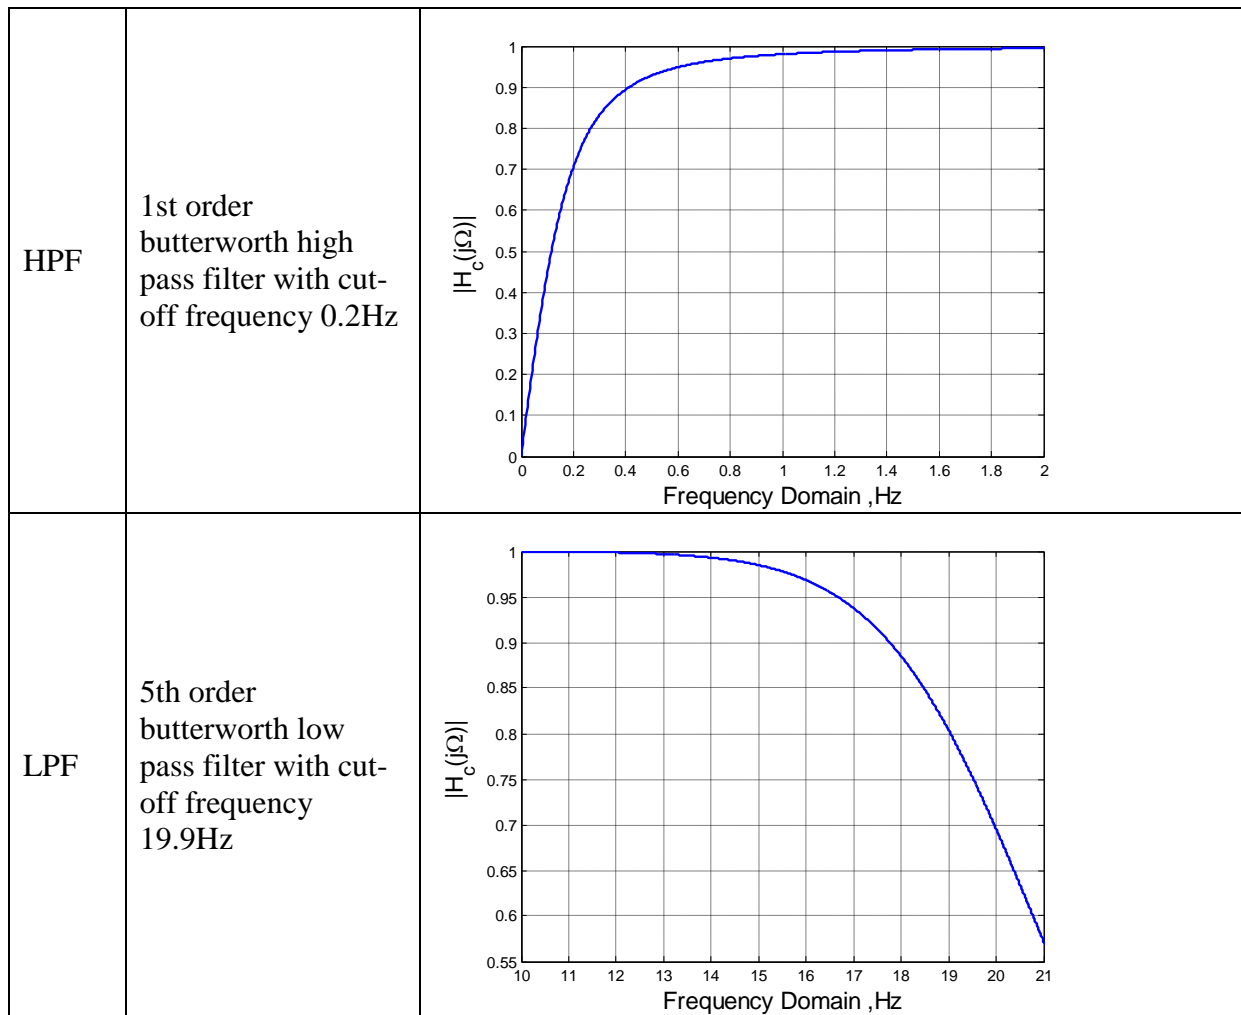 HPF
1st order
butterworth high
pass filter with cut-
off frequency 0.2Hz
|H_c(jΩ)|
1
0.9
0.8
0.7
0.6
0.5
0.4
0.3
0.2
0.1
0
0 0.2 0.4 0.6 0.8 1 1.2 1.4 1.6 1.8 2
Frequency Domain ,Hz
LPF
5th order
butterworth low
pass filter with cut-
off frequency
19.9Hz
|H_c(jΩ)|
1
0.95
0.9
0.85
0.8
0.75
0.7
0.65
0.6
0.55
10 11 12 13 14 15 16 17 18 19 20 21
Frequency Domain ,Hz